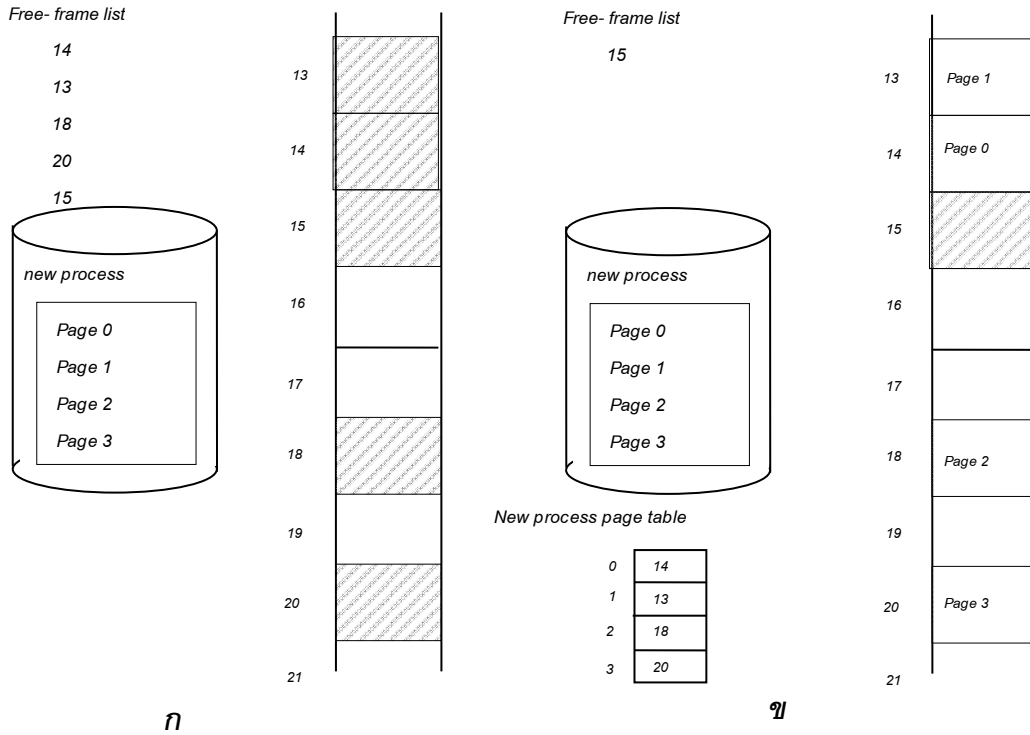 Free- frame list
14
13
18
20
15
new process
Page 0
Page 1
Page 2
Page 3
13
14
15
16
17
18
19
20
21
ก
Free-frame list
15
new process
Page 0
Page 1
Page 2
Page 3
New process page table
0 14
1 13
2 18
3 20
13 Page 1
14 Page 0
15
16
17
18 Page 2
19
20 Page 3
21
ข